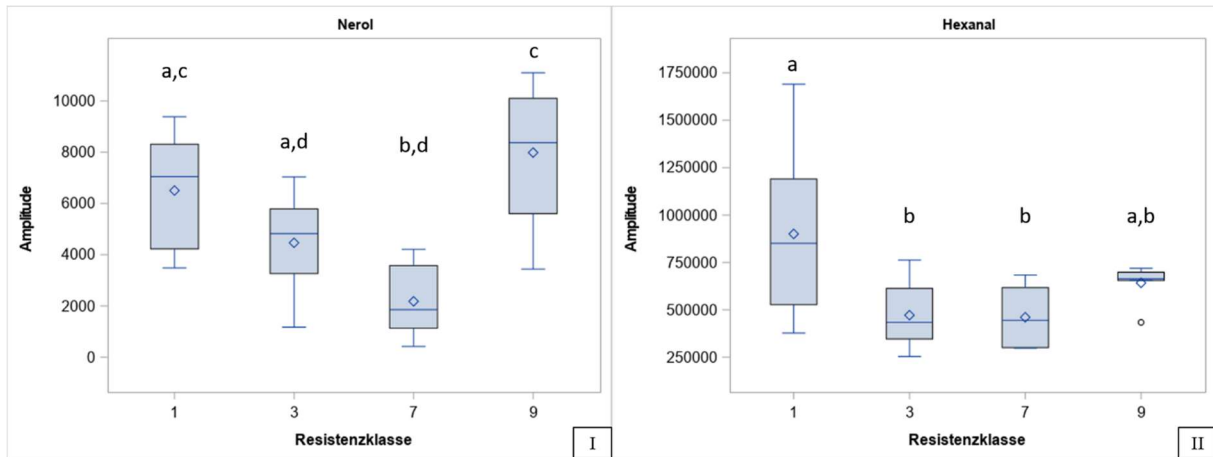 Nerol
a,c
a,d
b,d
c
10000
8000
6000
4000
2000
0
Amplitude
1 3 7 9
Resistenzklasse
I
Hexanal
a
b
b
a,b
1750000
1500000
1250000
1000000
750000
500000
250000
Amplitude
1 3 7 9
Resistenzklasse
II